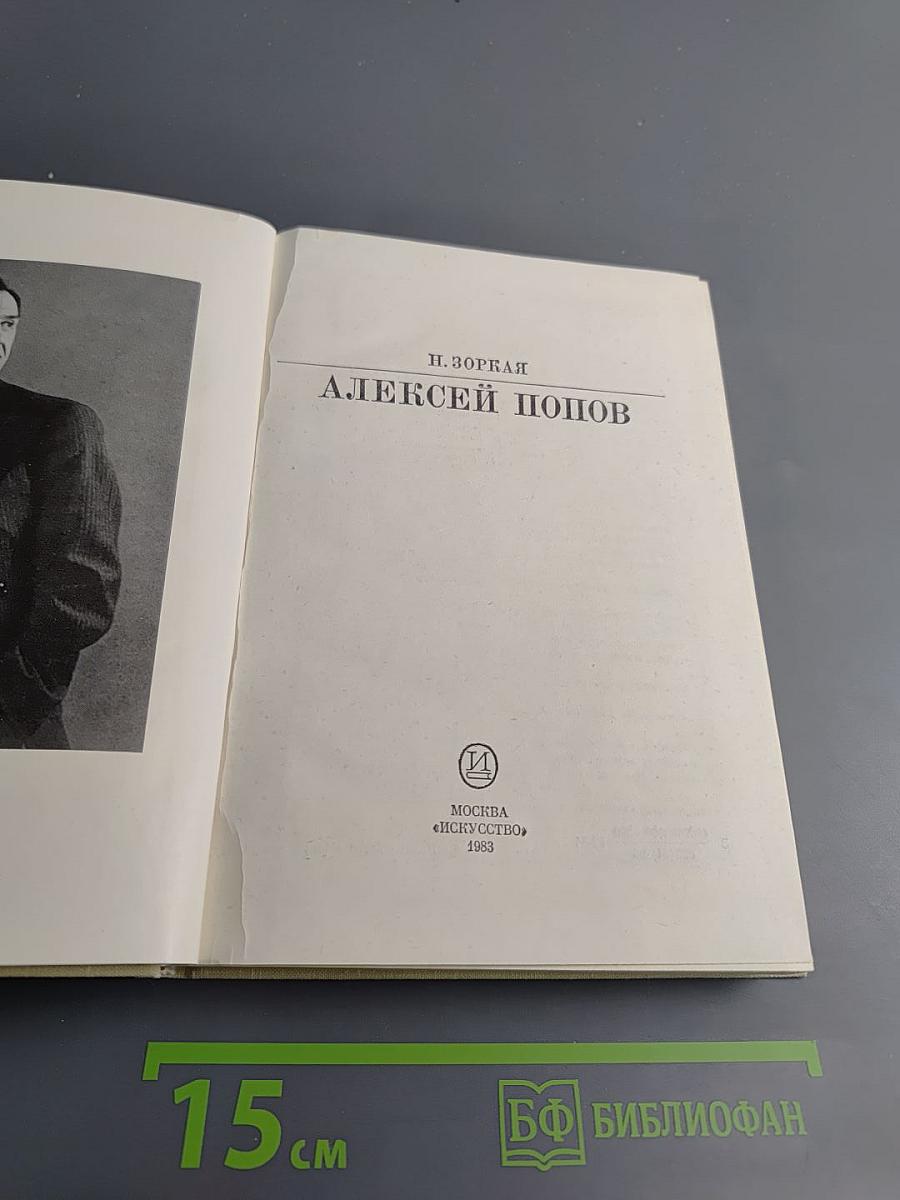 Н. ЗОРКАЯ
АЛЕКСЕЙ ПОПОВ
И
МОСКВА
«ИСКУССТВО»
1983
15 см
БФ БИБЛИОФАН